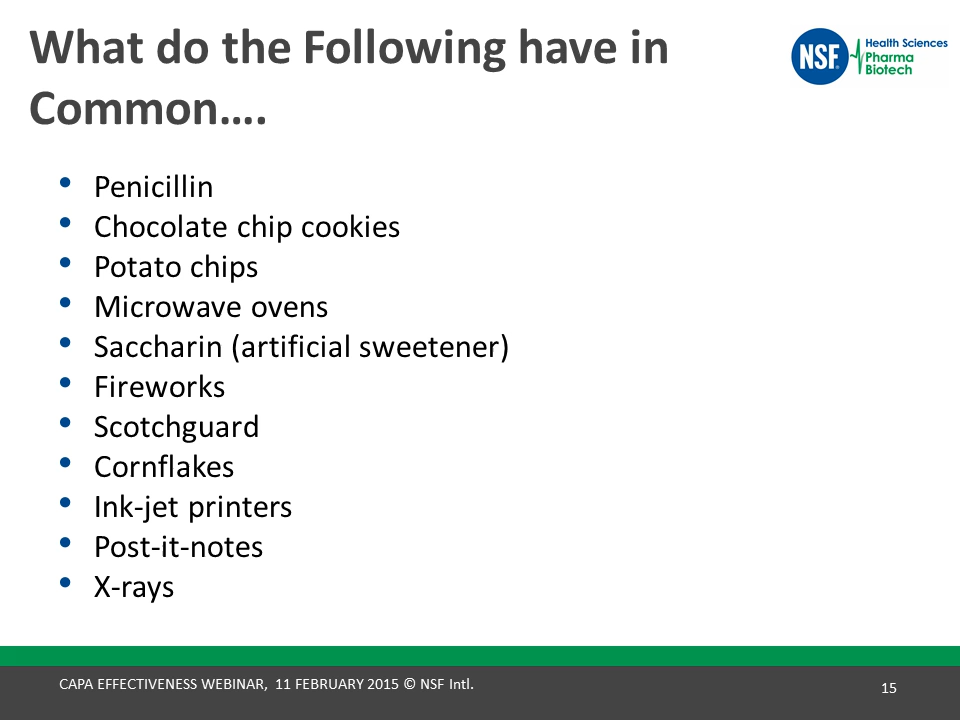 What do the Following have in
Common….
NSF.
Health Sciences
Pharma
Biotech
• Penicillin
• Chocolate chip cookies
• Potato chips
• Microwave ovens
• Saccharin (artificial sweetener)
• Fireworks
• Scotchguard
• Cornflakes
• Ink-jet printers
• Post-it-notes
• X-rays
CAPA EFFECTIVENESS WEBINAR, 11 FEBRUARY 2015 © NSF Intl.
15